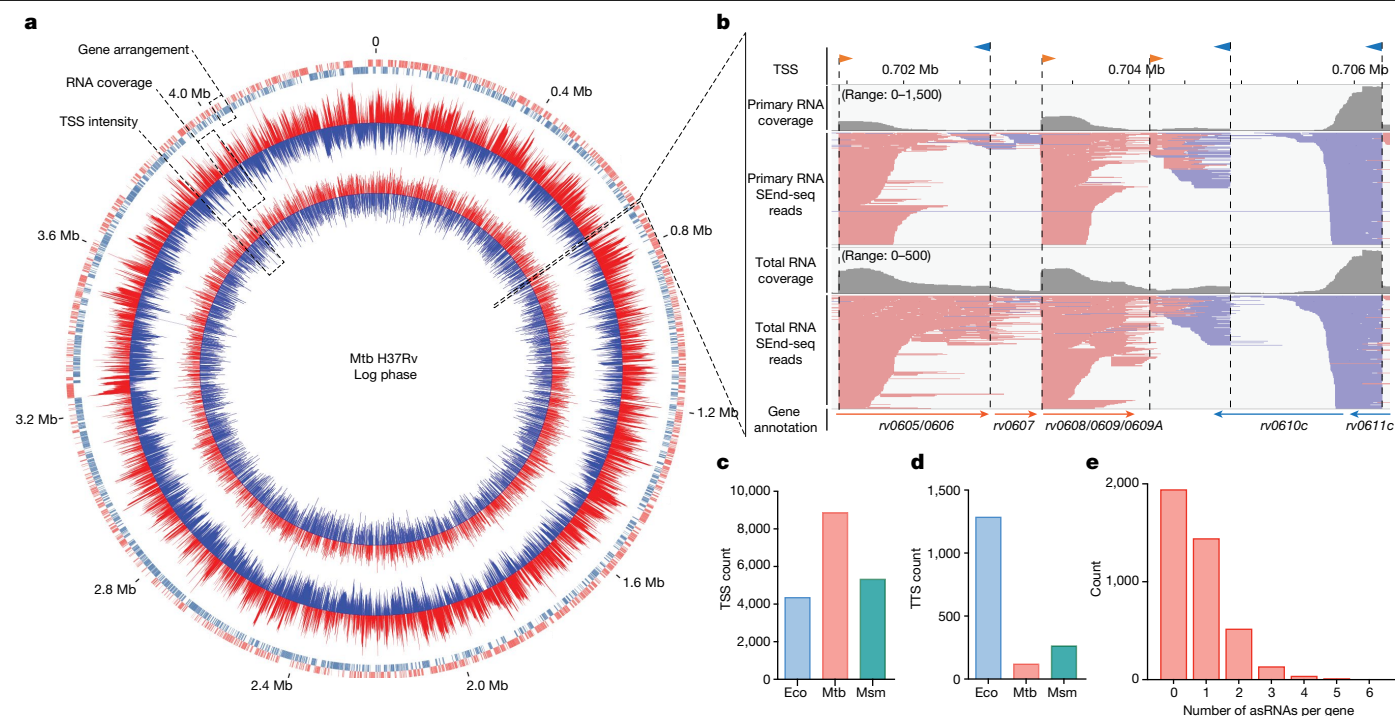 a
Gene arrangement
RNA coverage
TSS intensity
0
0.4 Mb
0.8 Mb
1.2 Mb
1.6 Mb
2.0 Mb
2.4 Mb
2.8 Mb
3.2 Mb
3.6 Mb
4.0 Mb
Mtb H37Rv
Log phase
b
TSS
0.702 Mb
0.704 Mb
0.706 Mb
Primary RNA
coverage
(Range: 0–1,500)
Primary RNA
SEnd-seq
reads
Total RNA
coverage
(Range: 0–500)
Total RNA
SEnd-seq
reads
Gene
annotation
rv0605/0606
rv0607
rv0608/0609/0609A
rv0610c
rv0611c
c
TSS count
10,000
8,000
6,000
4,000
2,000
0
Eco Mtb Msm
d
TTS count
1,500
1,000
500
0
Eco Mtb Msm
e
Count
2,000
1,000
0
0 1 2 3 4 5 6
Number of asRNAs per gene